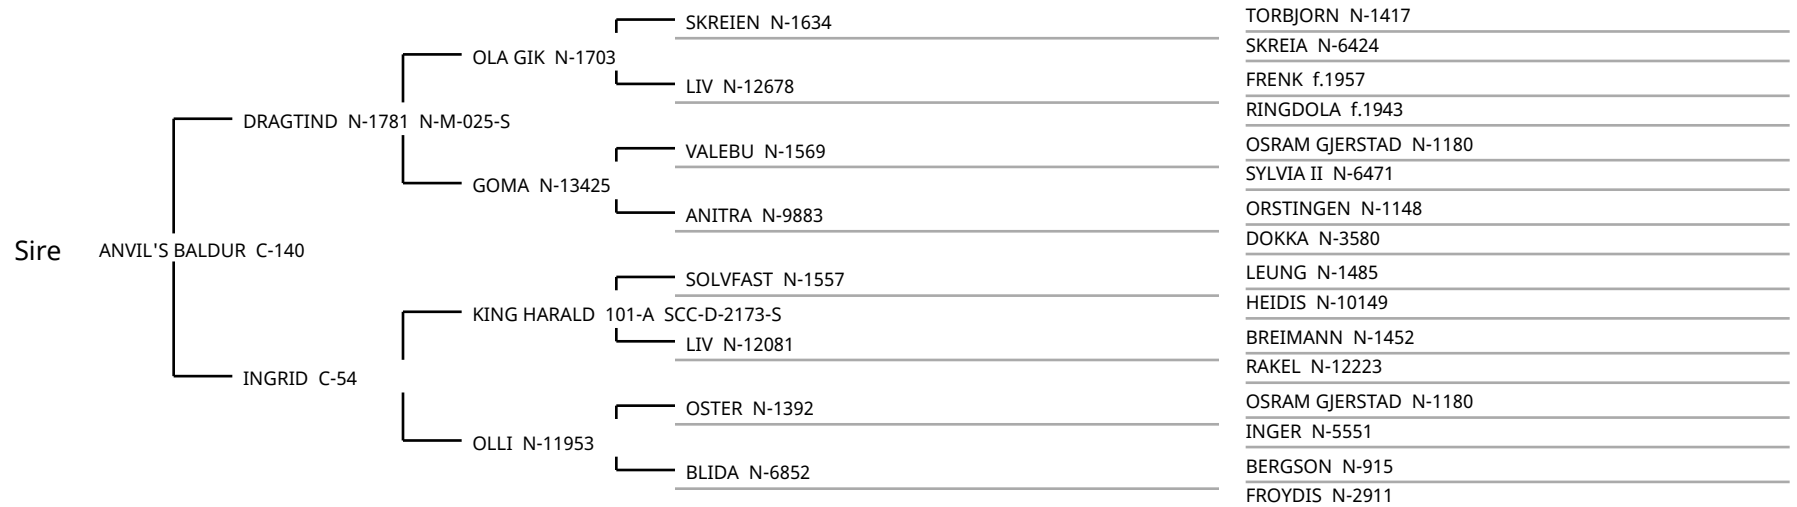 TORBJORN N-1417
SKREIEN N-1634
SKREIA N-6424
OLA GIK N-1703
FRENK f.1957
LIV N-12678
RINGDOLA f.1943
DRAGTIND N-1781 N-M-025-S
OSRAM GJERSTAD N-1180
VALEBU N-1569
SYLVIA II N-6471
GOMA N-13425
ORSTINGEN N-1148
ANITRA N-9883
DOKKA N-3580
Sire ANVIL'S BALDUR C-140
LEUNG N-1485
SOLVFAST N-1557
HEIDIS N-10149
KING HARALD 101-A SCC-D-2173-S
BREIMANN N-1452
LIV N-12081
RAKEL N-12223
INGRID C-54
OSRAM GJERSTAD N-1180
OSTER N-1392
INGER N-5551
OLLI N-11953
BERGSON N-915
BLIDA N-6852
FROYDIS N-2911